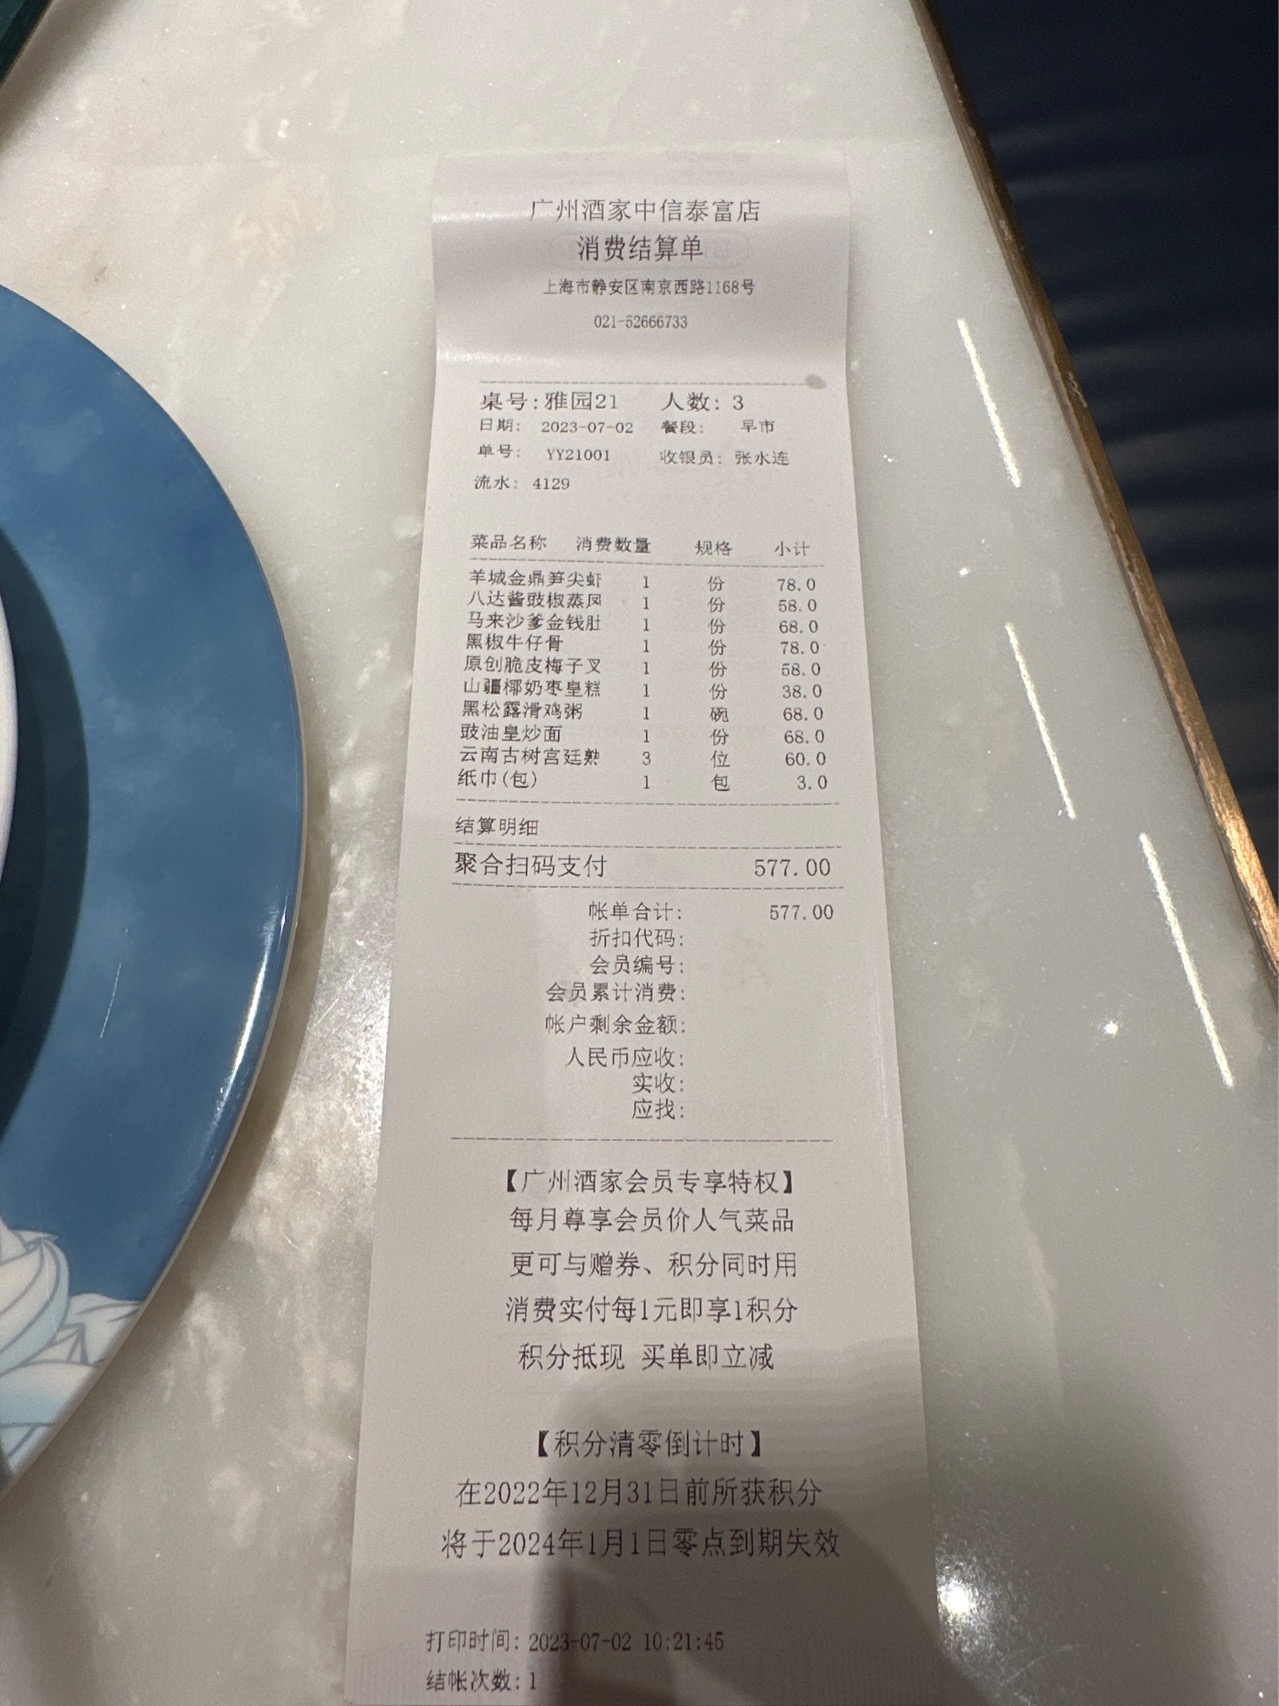 广州酒家中信泰富店
消费结算单
上海市静安区南京西路1168号
021-52666733
桌号:雅园21 人数: 3
日期: 2023-07-02 餐段: 早市
单号: YY21001 收银员: 张水连
流水: 4129
菜品名称 消费数量 规格 小计
羊城金鼎笋尖虾 1 份 78.0
八达酱豉椒蒸凤 1 份 58.0
马来沙爹金钱肚 1 份 68.0
黑椒牛仔骨 1 份 78.0
原创脆皮梅子叉 1 份 58.0
山疆椰奶枣皇糕 1 份 38.0
黑松露滑鸡粥 1 碗 68.0
豉油皇炒面 1 份 68.0
云南古树宫廷熟 3 位 60.0
纸巾(包) 1 包 3.0
结算明细
聚合扫码支付 577.00
帐单合计: 577.00
折扣代码:
会员编号:
会员累计消费:
帐户剩余金额:
人民币应收:
实收:
应找:
【广州酒家会员专享特权】
每月尊享会员价人气菜品
更可与赠券、积分同时用
消费实付每1元即享1积分
积分抵现 买单即立减
【积分清零倒计时】
在2022年12月31日前所获积分
将于2024年1月1日零点到期失效
打印时间: 2023-07-02 10:21:45
结帐次数: 1